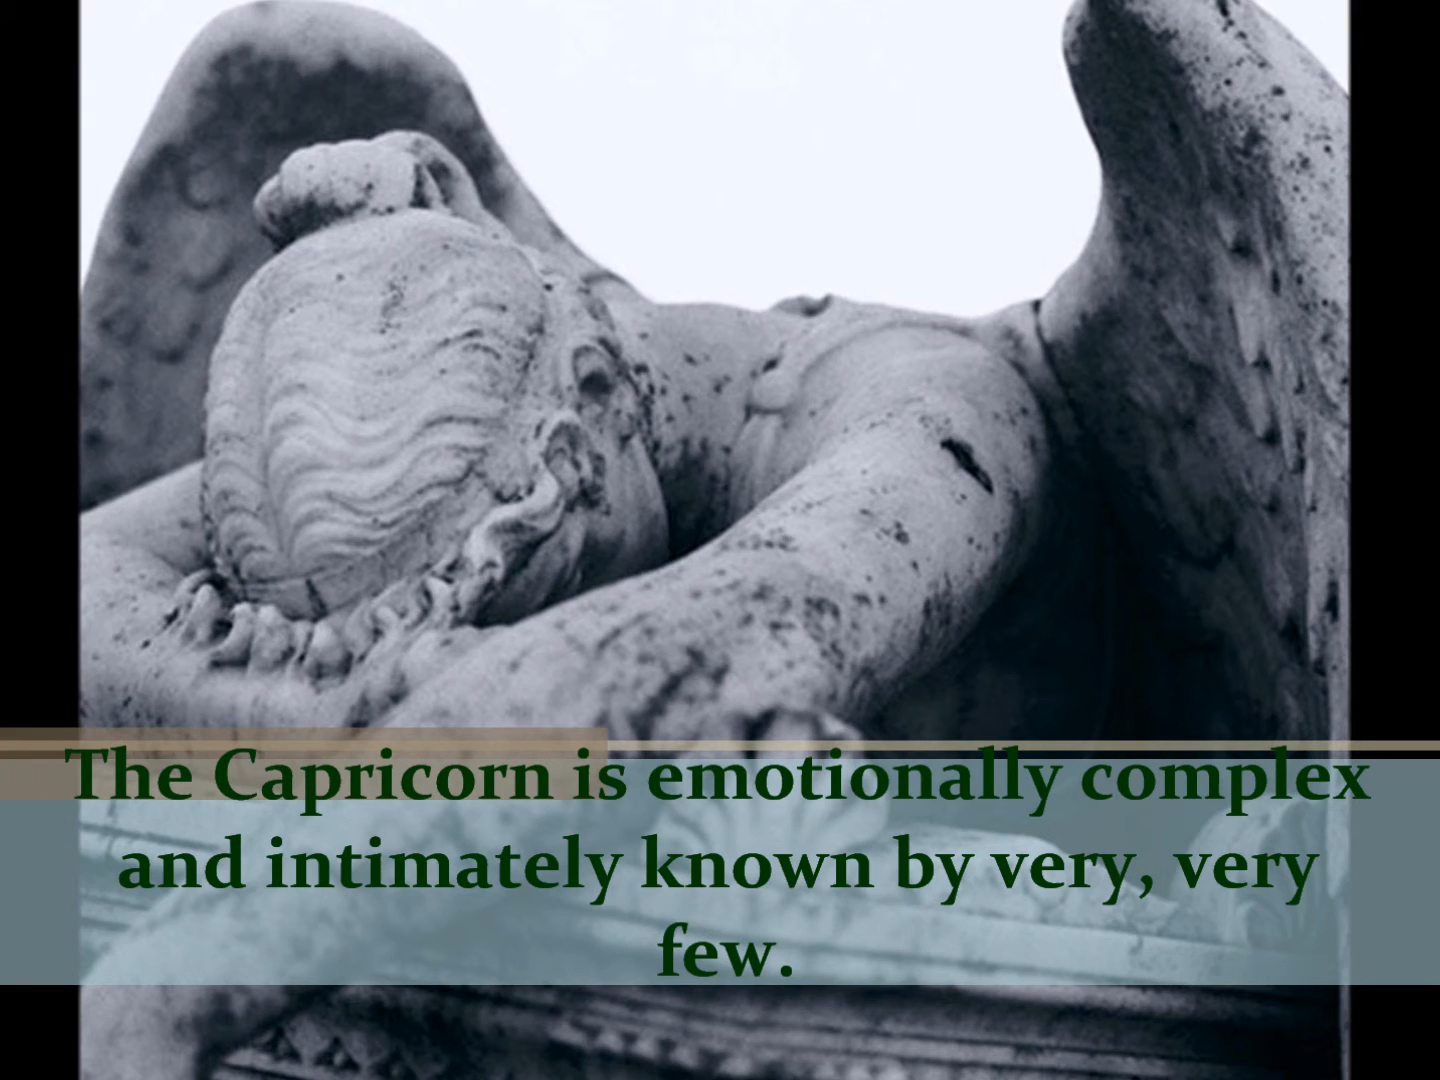 The Capricorn is emotionally complex
and intimately known by very, very
few.